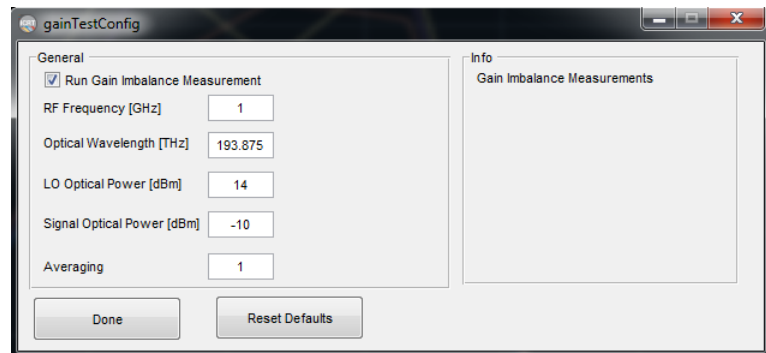 gainTestConfig
General
Run Gain Imbalance Measurement
RF Frequency [GHz] 1
Optical Wavelength [THz] 193.875
LO Optical Power [dBm] 14
Signal Optical Power [dBm] -10
Averaging 1
Done Reset Defaults
Info
Gain Imbalance Measurements